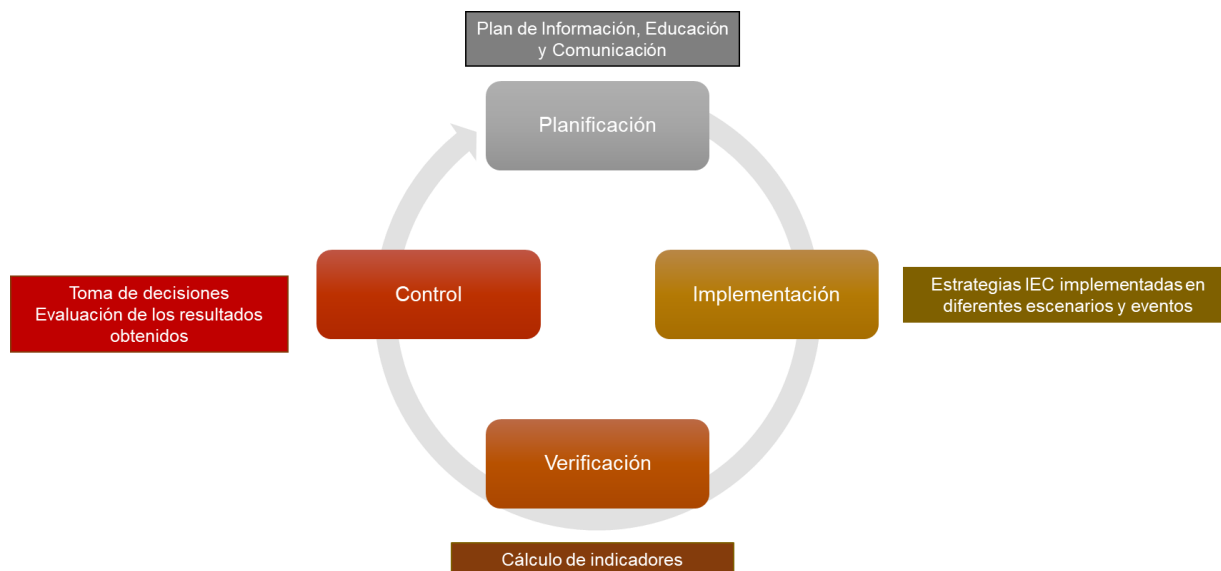 Plan de Información, Educación
y Comunicación
Planificación
Control
Implementación
Toma de decisiones
Evaluación de los resultados
obtenidos
Estrategias IEC implementadas en
diferentes escenarios y eventos
Verificación
Cálculo de indicadores